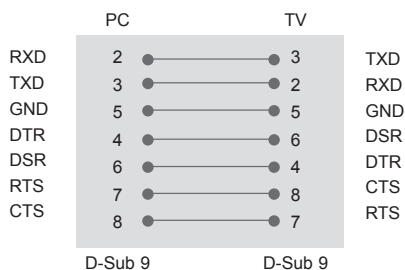 PC TV
RXD 2 3 TXD
TXD 3 2 RXD
GND 5 5 GND
DTR 4 6 DSR
DSR 6 4 DTR
RTS 7 8 CTS
CTS 8 7 RTS
D-Sub 9 D-Sub 9